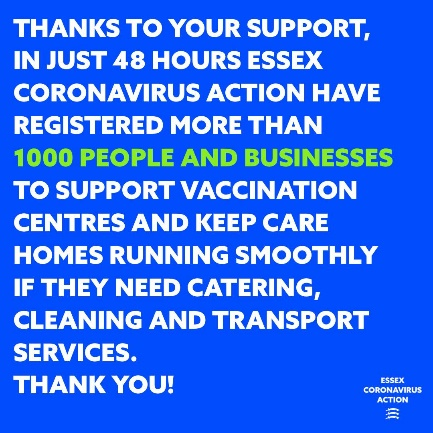 THANKS TO YOUR SUPPORT,
IN JUST 48 HOURS ESSEX
CORONAVIRUS ACTION HAVE
REGISTERED MORE THAN
1000 PEOPLE AND BUSINESSES
TO SUPPORT VACCINATION
CENTRES AND KEEP CARE
HOMES RUNNING SMOOTHLY
IF THEY NEED CATERING,
CLEANING AND TRANSPORT
SERVICES.
THANK YOU!
ESSEX
CORONAVIRUS
ACTION